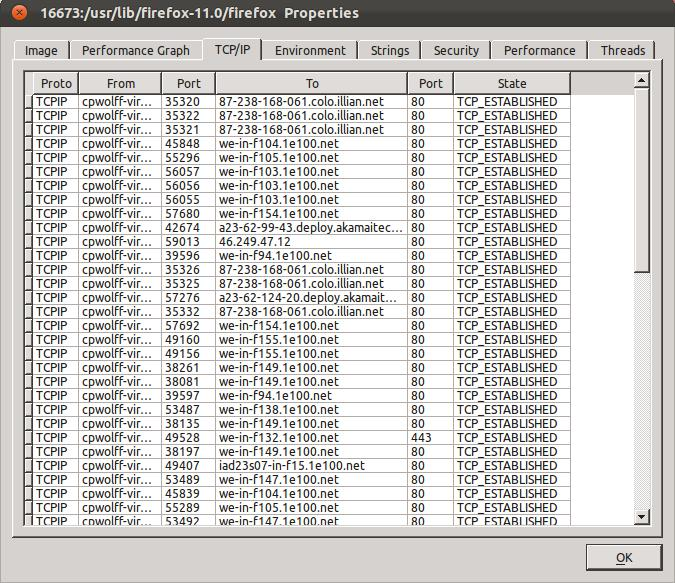 16673:/usr/lib/firefox-11.0/firefox Properties
Image Performance Graph TCP/IP Environment Strings Security Performance Threads
Proto From Port To Port State
TCPIP cpwolff-vir... 35320 87-238-168-061.colo.illian.net 80 TCP_ESTABLISHED
TCPIP cpwolff-vir... 35322 87-238-168-061.colo.illian.net 80 TCP_ESTABLISHED
TCPIP cpwolff-vir... 35321 87-238-168-061.colo.illian.net 80 TCP_ESTABLISHED
TCPIP cpwolff-vir... 45848 we-in-f104.1e100.net 80 TCP_ESTABLISHED
TCPIP cpwolff-vir... 55296 we-in-f105.1e100.net 80 TCP_ESTABLISHED
TCPIP cpwolff-vir... 56057 we-in-f103.1e100.net 80 TCP_ESTABLISHED
TCPIP cpwolff-vir... 56056 we-in-f103.1e100.net 80 TCP_ESTABLISHED
TCPIP cpwolff-vir... 56055 we-in-f103.1e100.net 80 TCP_ESTABLISHED
TCPIP cpwolff-vir... 57680 we-in-f154.1e100.net 80 TCP_ESTABLISHED
TCPIP cpwolff-vir... 42674 a23-62-99-43.deploy.akamaitec... 80 TCP_ESTABLISHED
TCPIP cpwolff-vir... 59013 46.249.47.12 80 TCP_ESTABLISHED
TCPIP cpwolff-vir... 39596 we-in-f94.1e100.net 80 TCP_ESTABLISHED
TCPIP cpwolff-vir... 35326 87-238-168-061.colo.illian.net 80 TCP_ESTABLISHED
TCPIP cpwolff-vir... 35325 87-238-168-061.colo.illian.net 80 TCP_ESTABLISHED
TCPIP cpwolff-vir... 57276 a23-62-124-20.deploy.akamait... 80 TCP_ESTABLISHED
TCPIP cpwolff-vir... 35332 87-238-168-061.colo.illian.net 80 TCP_ESTABLISHED
TCPIP cpwolff-vir... 57692 we-in-f154.1e100.net 80 TCP_ESTABLISHED
TCPIP cpwolff-vir... 49160 we-in-f155.1e100.net 80 TCP_ESTABLISHED
TCPIP cpwolff-vir... 49156 we-in-f155.1e100.net 80 TCP_ESTABLISHED
TCPIP cpwolff-vir... 38261 we-in-f149.1e100.net 80 TCP_ESTABLISHED
TCPIP cpwolff-vir... 38081 we-in-f149.1e100.net 80 TCP_ESTABLISHED
TCPIP cpwolff-vir... 39597 we-in-f94.1e100.net 80 TCP_ESTABLISHED
TCPIP cpwolff-vir... 53487 we-in-f138.1e100.net 80 TCP_ESTABLISHED
TCPIP cpwolff-vir... 38135 we-in-f149.1e100.net 80 TCP_ESTABLISHED
TCPIP cpwolff-vir... 49528 we-in-f132.1e100.net 443 TCP_ESTABLISHED
TCPIP cpwolff-vir... 38197 we-in-f149.1e100.net 80 TCP_ESTABLISHED
TCPIP cpwolff-vir... 49407 iad23s07-in-f15.1e100.net 80 TCP_ESTABLISHED
TCPIP cpwolff-vir... 53489 we-in-f147.1e100.net 80 TCP_ESTABLISHED
TCPIP cpwolff-vir... 45839 we-in-f104.1e100.net 80 TCP_ESTABLISHED
TCPIP cpwolff-vir... 55289 we-in-f105.1e100.net 80 TCP_ESTABLISHED
TCPIP cpwolff-vir... 53492 we-in-f147.1e100.net 80 TCP_ESTABLISHED
OK